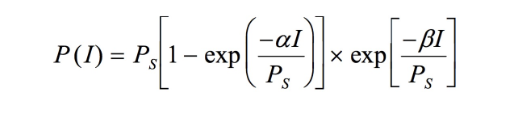 P(I) = P_S[1 − exp(−αI / P_S)] × exp[−βI / P_S]